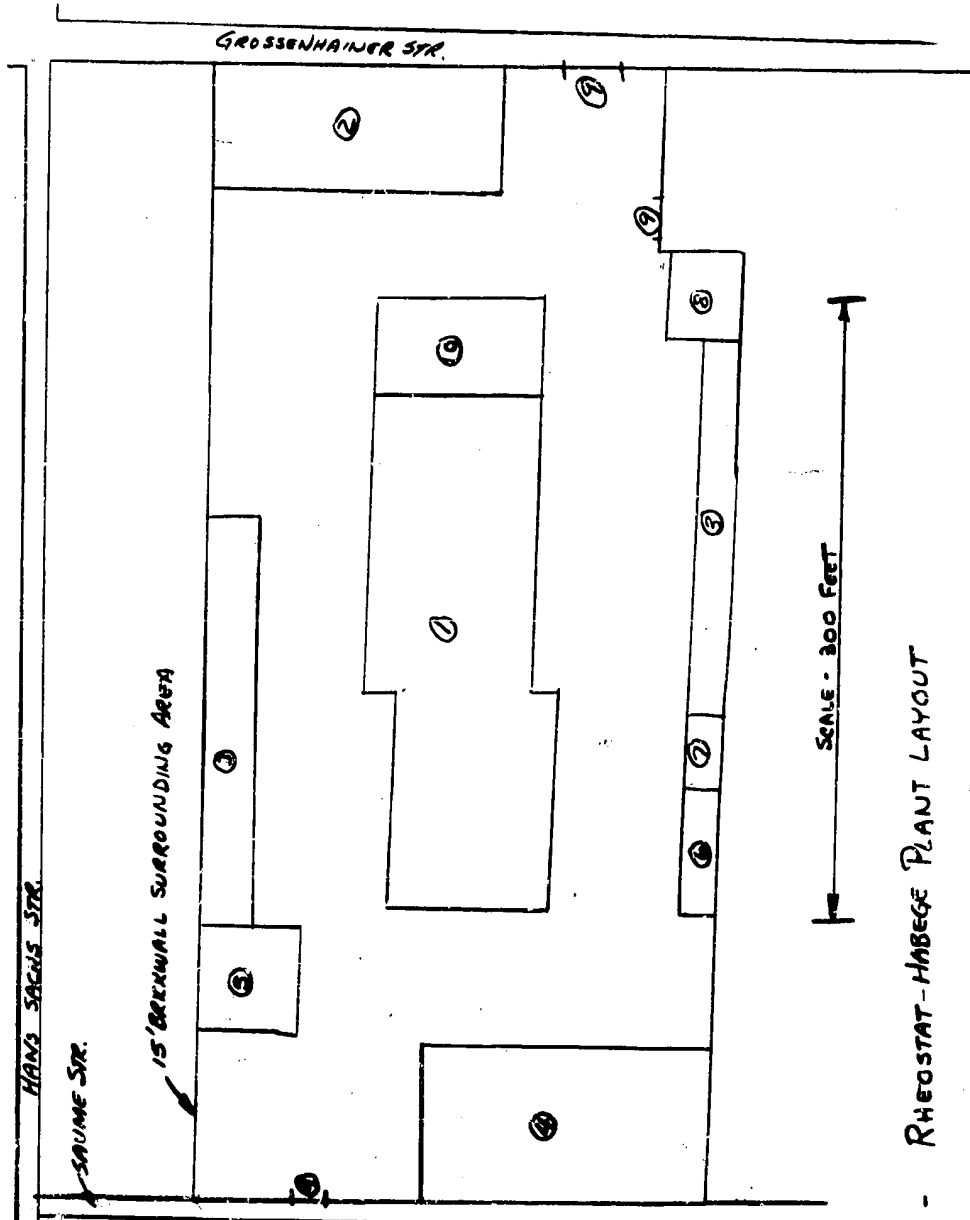 GROSSENHAINER STR.
HANS SACHS STR.
SAUME STR.
15' BRICKWALL SURROUNDING AREA
2
9
9
8
10
3
1
3
7
6
5
4
9
SCALE - 300 FEET
- RHEOSTAT-HABEGE PLANT LAYOUT